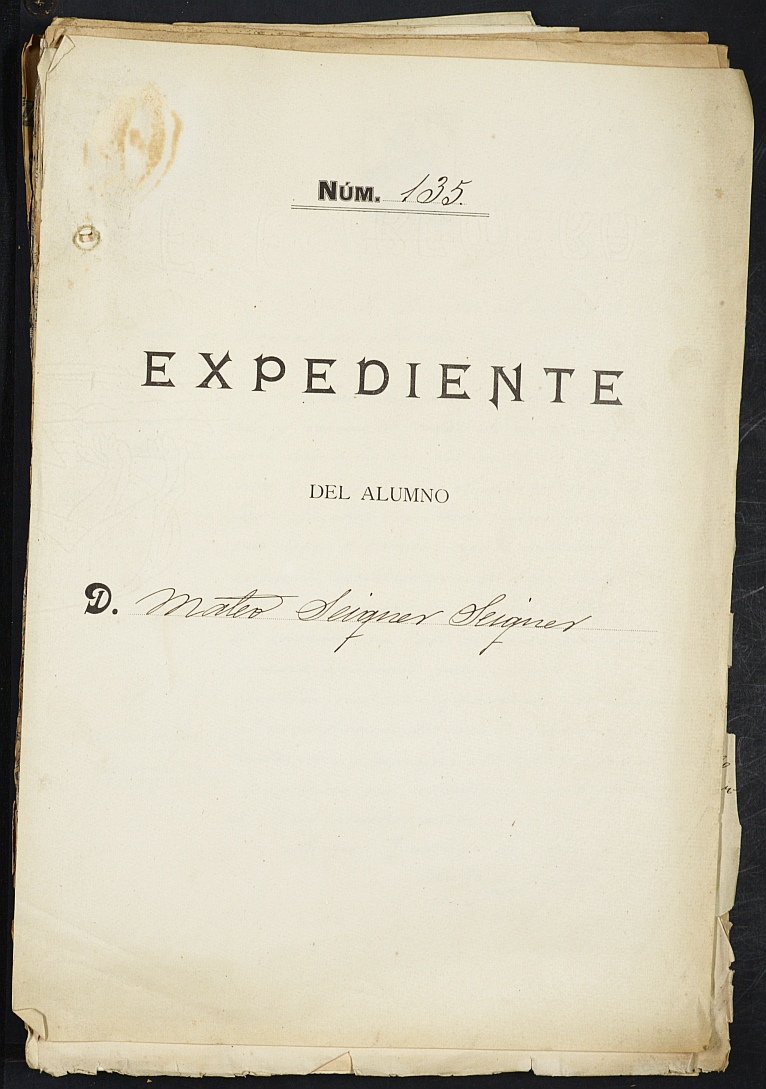 NÚM. 135.
EXPEDIENTE
DEL ALUMNO
D. Mateo Seiquer Seiquer